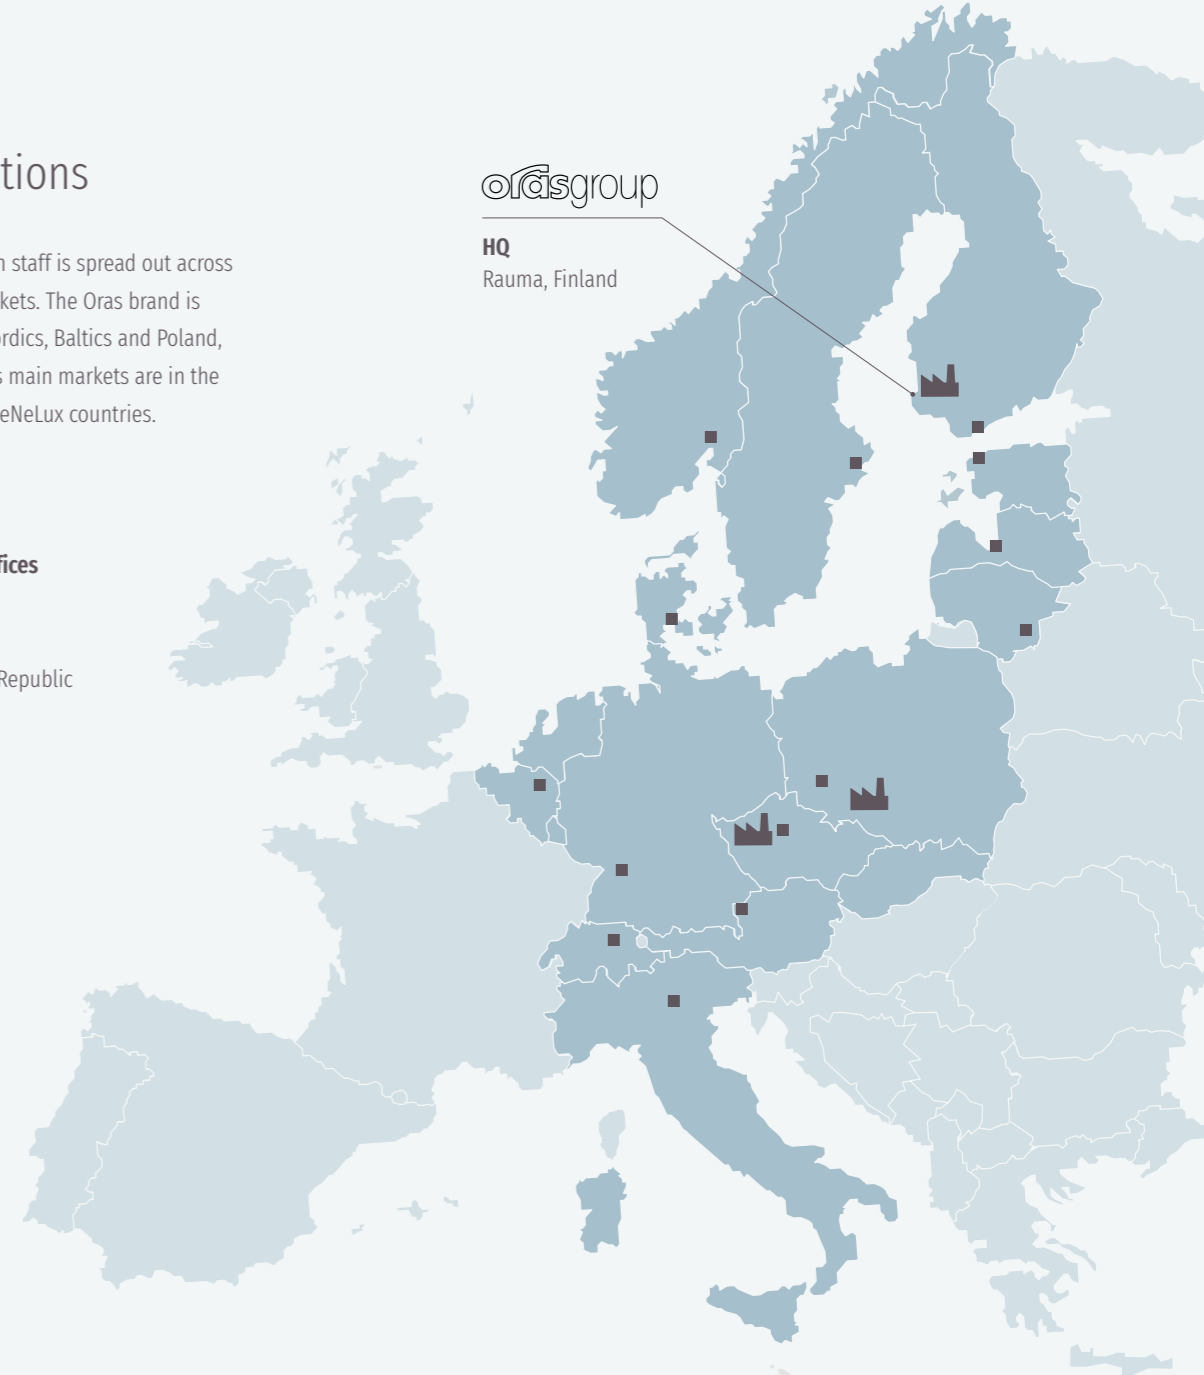 tions
n staff is spread out across
kets. The Oras brand is
ordics, Baltics and Poland,
s main markets are in the
eNeLux countries.
fices
Republic
orasgroup
HQ
Rauma, Finland